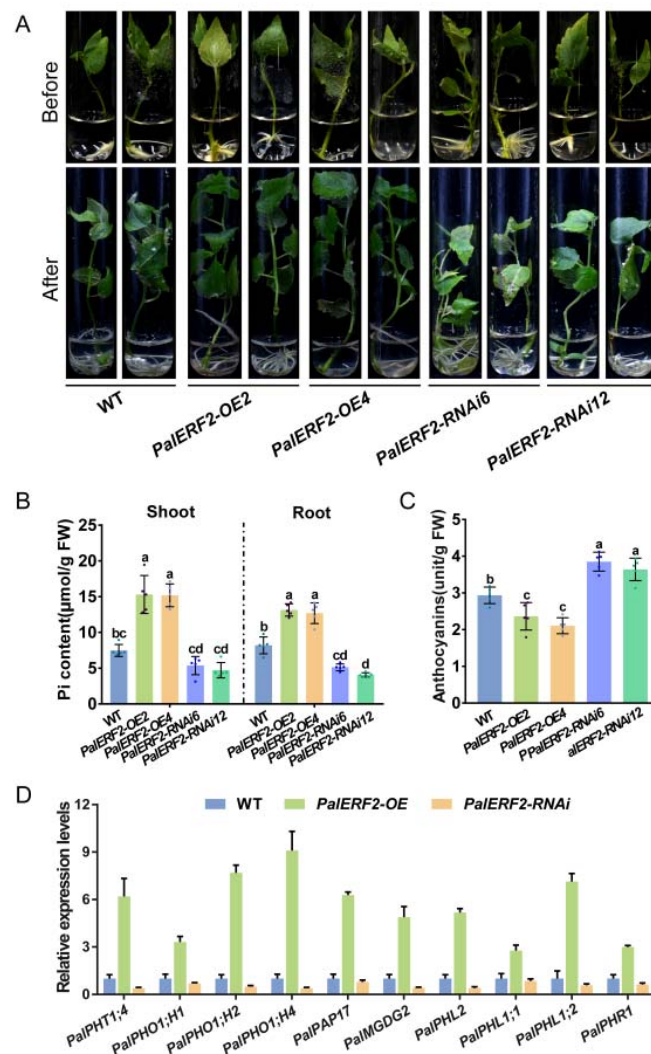 A
Before
After
WT
PalERF2-OE2
PalERF2-OE4
PalERF2-RNAi6
PalERF2-RNAi12
B
Shoot
Root
Pi content(μmol/g FW)
25
20
15
10
5
0
bc
a
a
cd
cd
b
a
a
cd
d
WT
PalERF2-OE2
PalERF2-OE4
PalERF2-RNAi6
PalERF2-RNAi12
WT
PalERF2-OE2
PalERF2-OE4
PalERF2-RNAi6
PalERF2-RNAi12
C
Anthocyanins(unit/g FW)
5
4
3
2
1
0
b
c
c
a
a
WT
PalERF2-OE2
PalERF2-OE4
PPalERF2-RNAi6
alERF2-RNAi12
D
WT
PalERF2-OE
PalERF2-RNAi
Relative expression levels
12
9
6
3
0
PalPHT1;4
PalPHO1;H1
PalPHO1;H2
PalPHO1;H4
PalPAP17
PalMGDG2
PalPHL2
PalPHL1;1
PalPHL1;2
PalPHR1